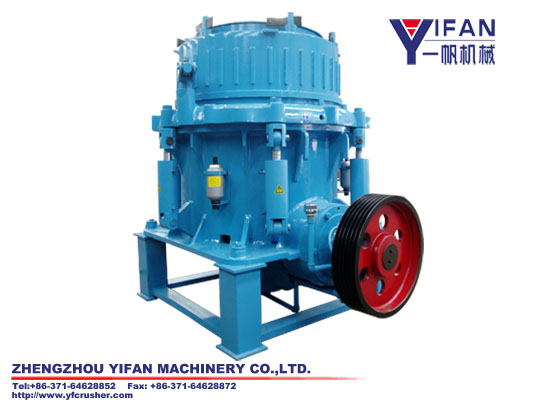 YIFAN
一帆机械
ZHENGZHOU YIFAN MACHINERY CO.,LTD.
Tel:+86-371-64628852 Fax: +86-371-64628872
http://www.yfcrusher.com